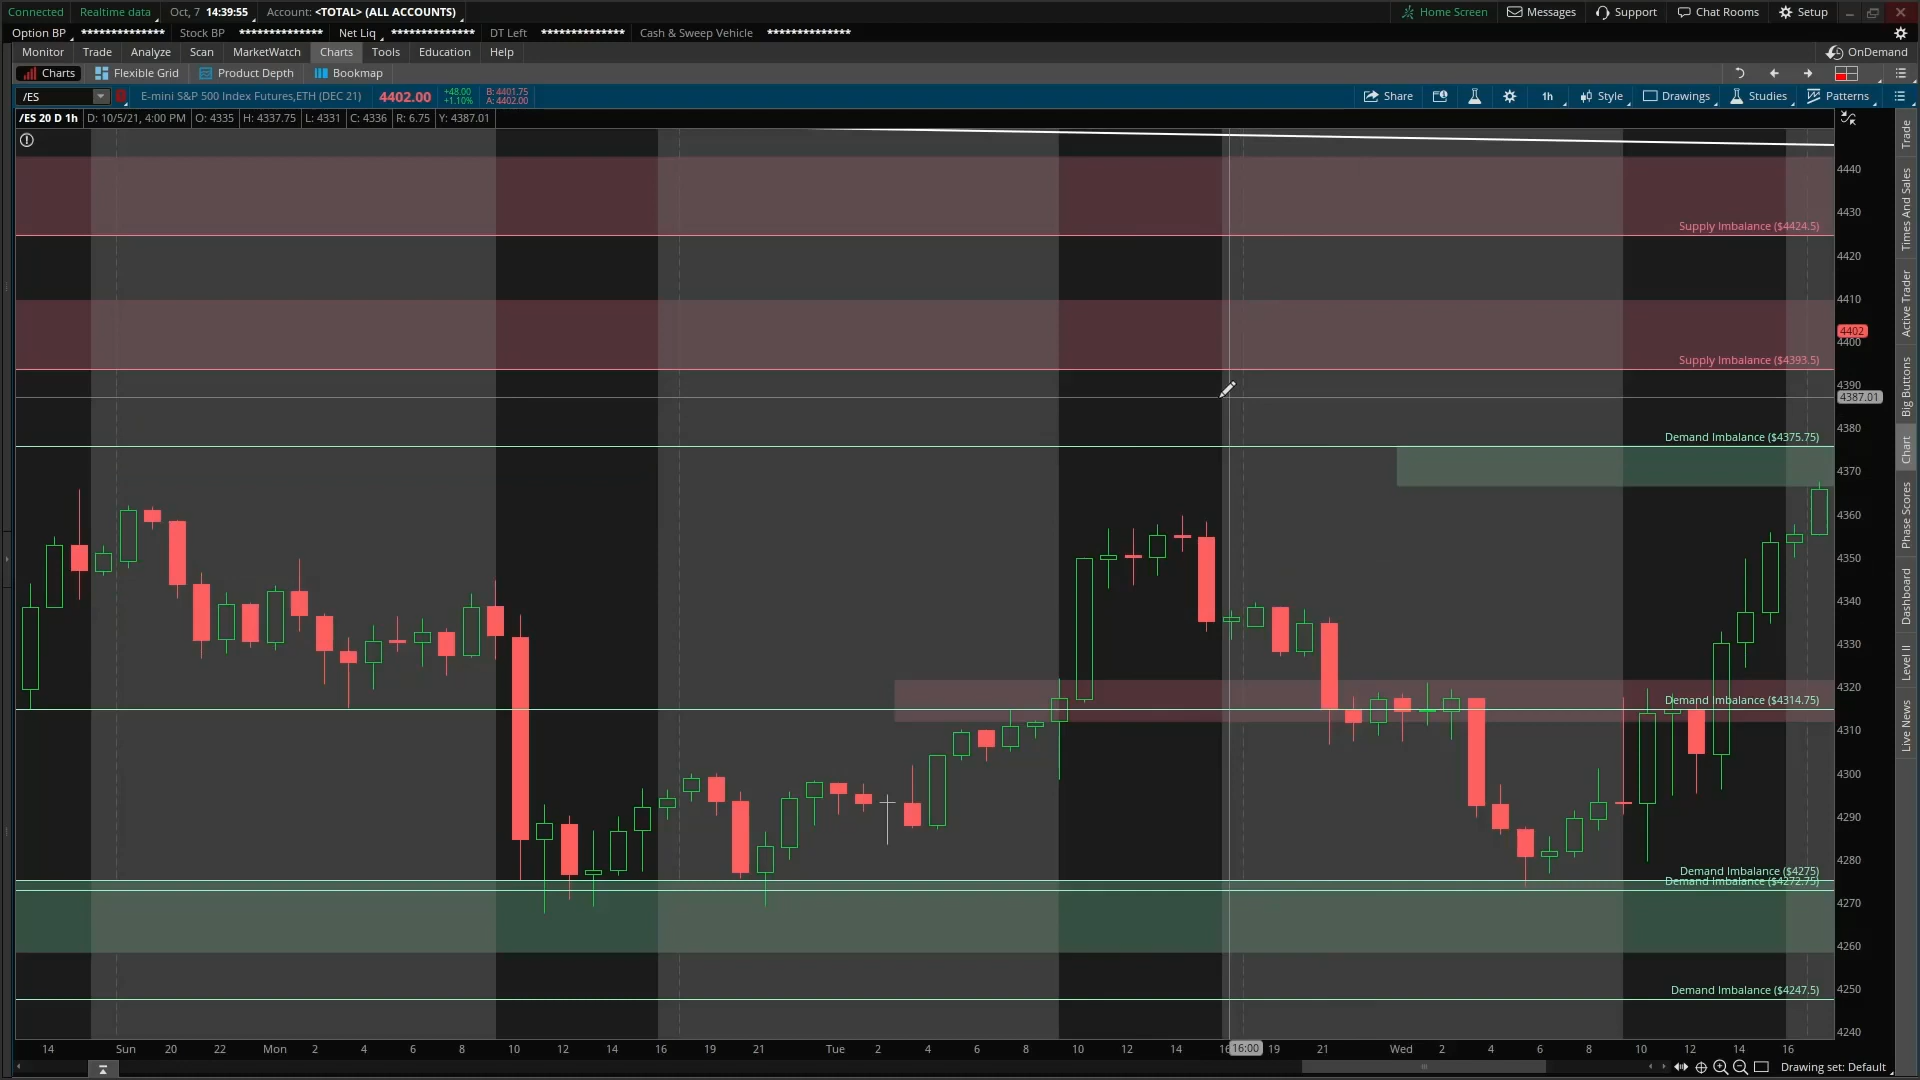 Connected Realtime data Oct, 7 14:39:55 Account: <TOTAL> (ALL ACCOUNTS) Home Screen Messages Support Chat Rooms Setup
Option BP ************** Stock BP ************** Net Liq ************** DT Left ************** Cash & Sweep Vehicle **************
Monitor Trade Analyze Scan MarketWatch Charts Tools Education Help OnDemand
Charts Flexible Grid Product Depth Bookmap
/ES E-mini S&P 500 Index Futures,ETH (DEC 21) 4402.00 +48.00 +1.10% B: 4401.75 A: 4402.00 Share 1h Style Drawings Studies Patterns
/ES 20 D 1h D: 10/5/21, 4:00 PM O: 4335 H: 4337.75 L: 4331 C: 4336 R: 6.75 Y: 4387.01
4440
4430
Supply Imbalance ($4424.5)
4420
4410
4402
4400
Supply Imbalance ($4393.5)
4390
4387.01
4380
Demand Imbalance ($4375.75)
4370
4360
4350
4340
4330
4320
Demand Imbalance ($4314.75)
4310
4300
4290
4280
Demand Imbalance ($4275)
Demand Imbalance ($4272.75)
4270
4260
4250
Demand Imbalance ($4247.5)
4240
14 Sun 20 22 Mon 2 4 6 8 10 12 14 16 19 21 Tue 2 4 6 8 10 12 14 16 16:00 19 21 Wed 2 4 6 8 10 12 14 16
Drawing set: Default
Trade
Times And Sales
Active Trader
Big Buttons
Chart
Phase Scores
Dashboard
Level II
Live News